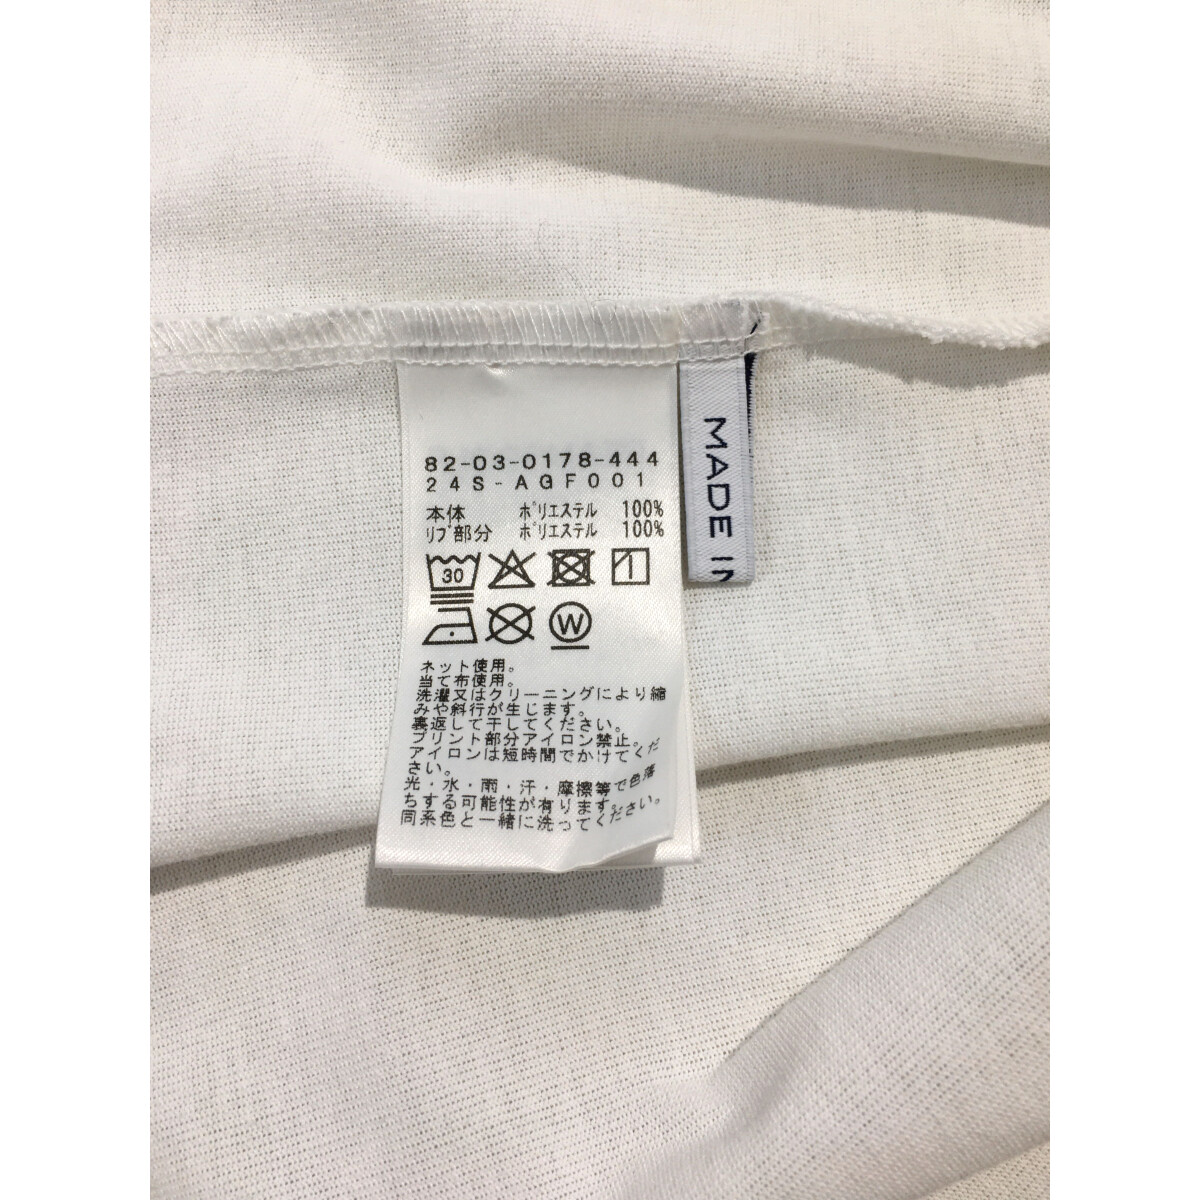 82-03-0178-444
24S-AGF001
本体 ポリエステル 100%
リブ部分 ポリエステル 100%
30
W
ネット使用。
当て布使用。
洗濯又はクリーニングにより縮
みや斜行が生じます。
裏返して干してください。
プリント部分アイロン禁止。
アイロンは短時間でかけてくだ
さい。
光・水・雨・汗・摩擦等で色落
ちする可能性が有ります。
同系色と一緒に洗ってください。
MADE IN